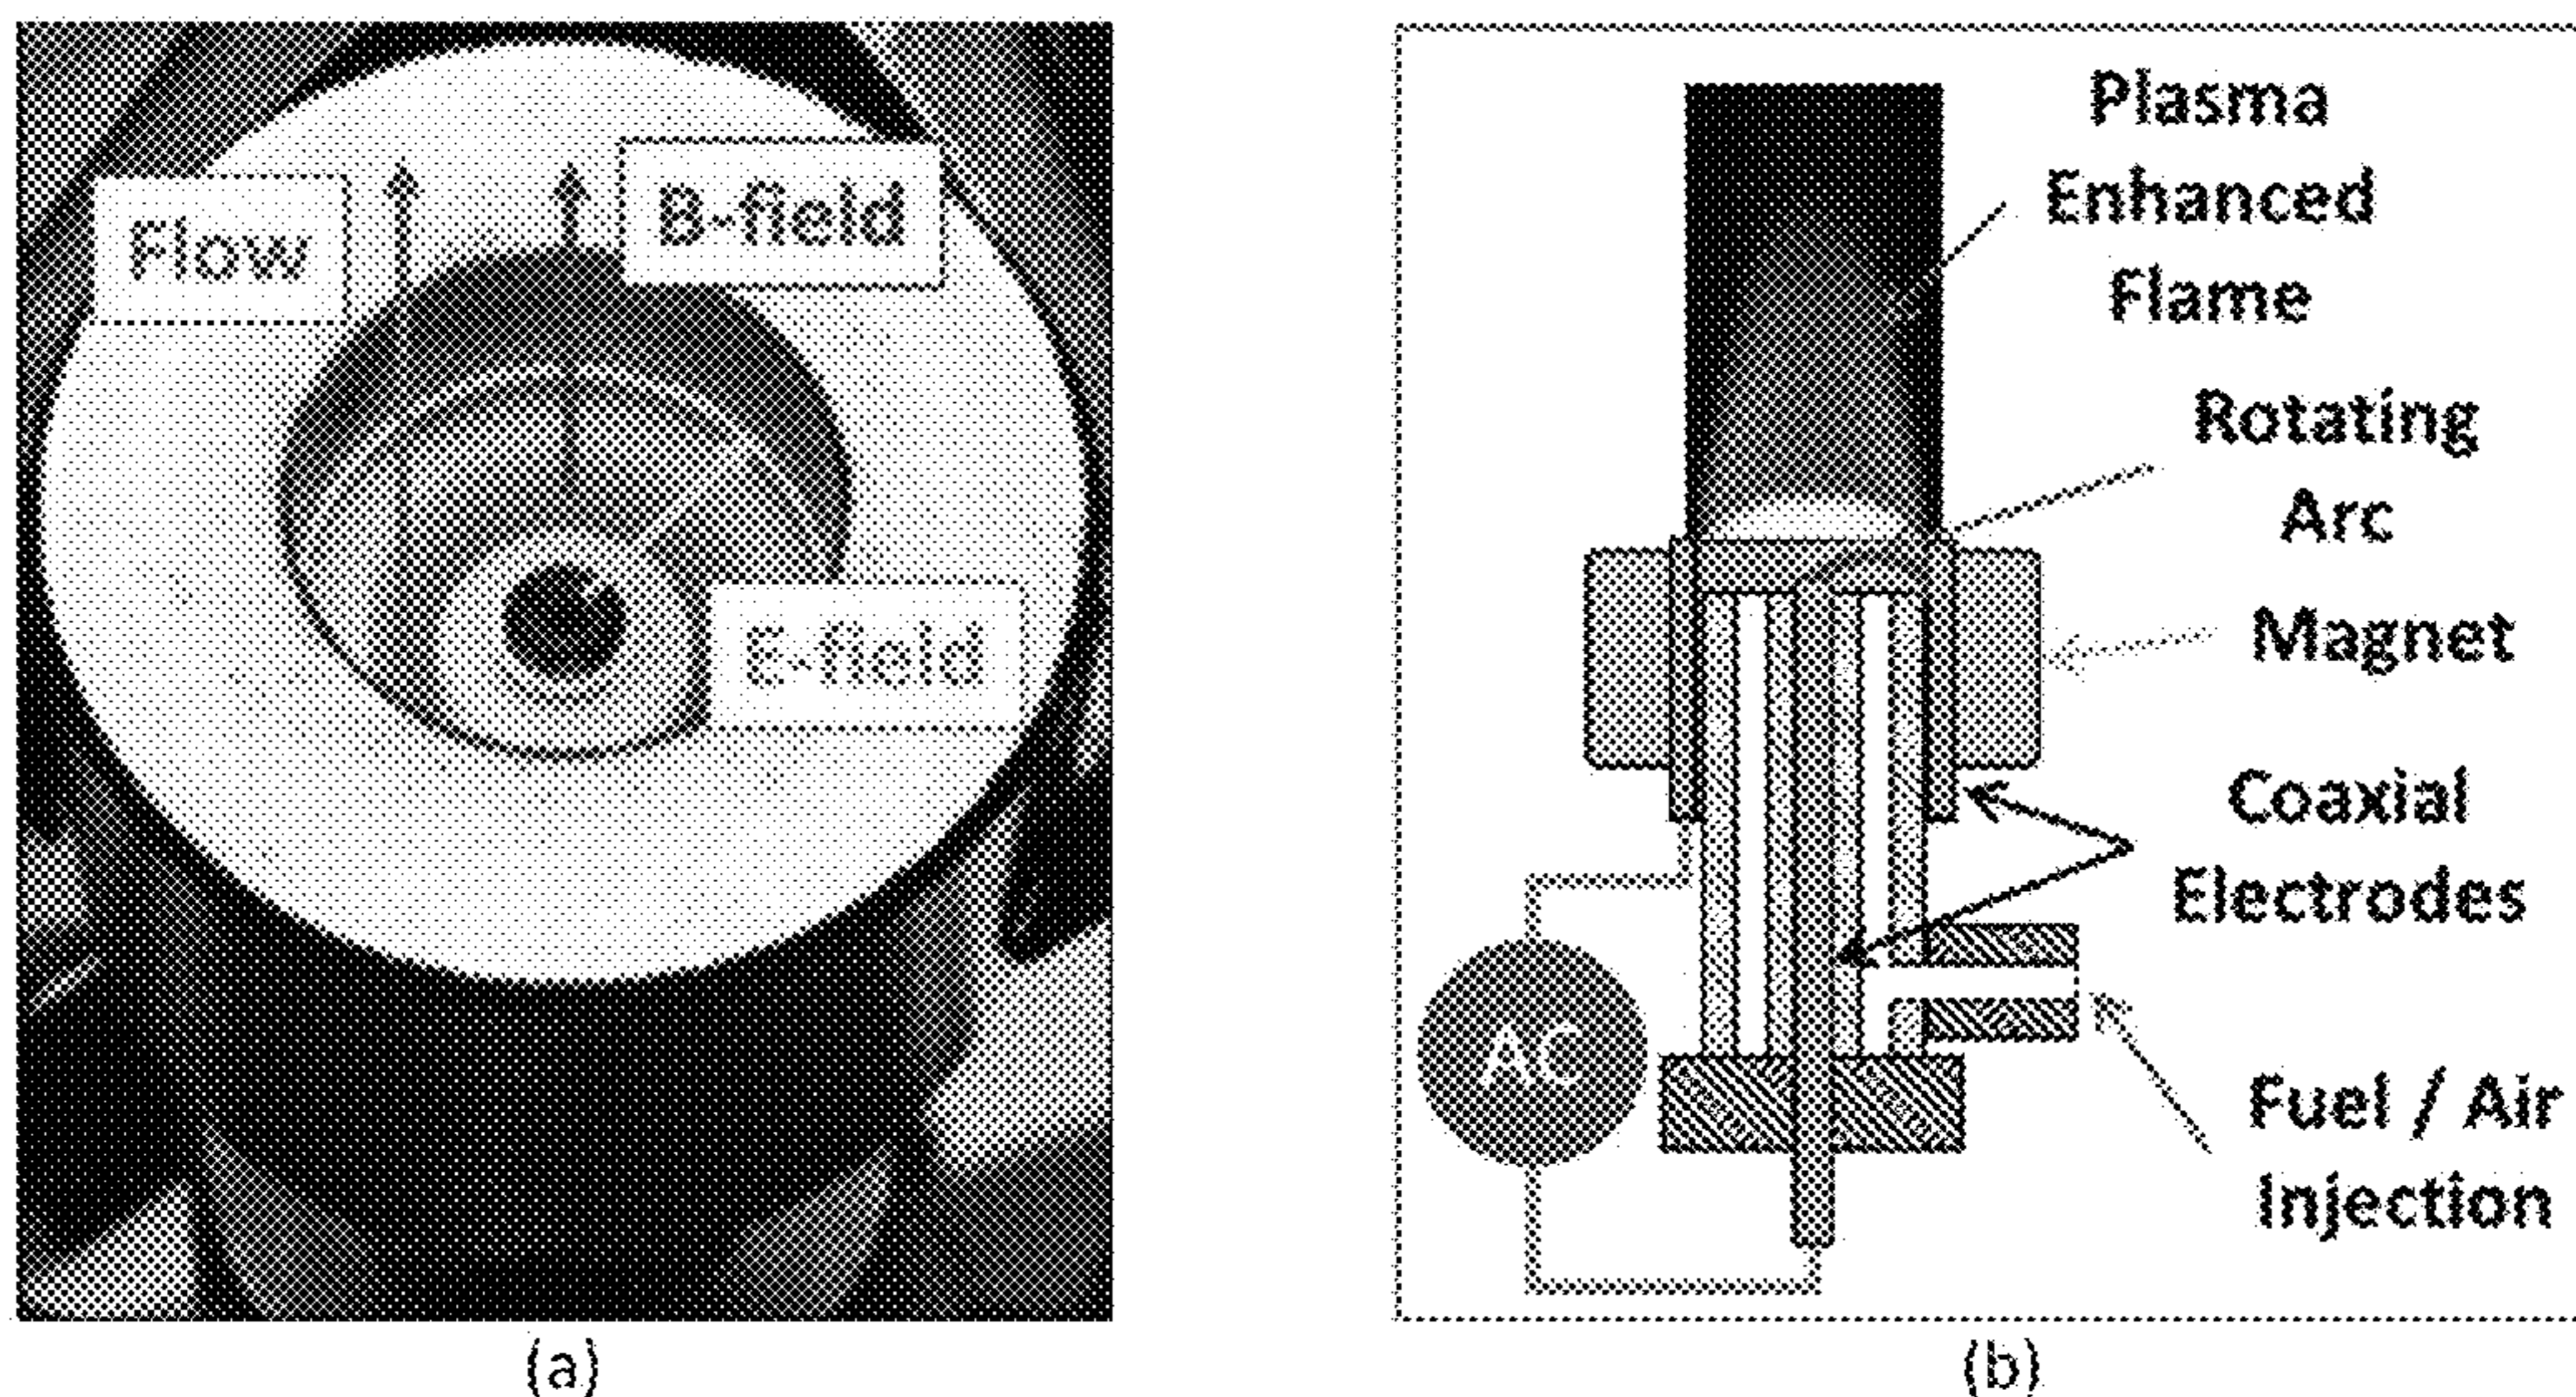 Flow
B-field
E-field
(a)
Plasma
Enhanced
Flame
Rotating
Arc
Magnet
Coaxial
Electrodes
AC
Fuel / Air
Injection
(b)